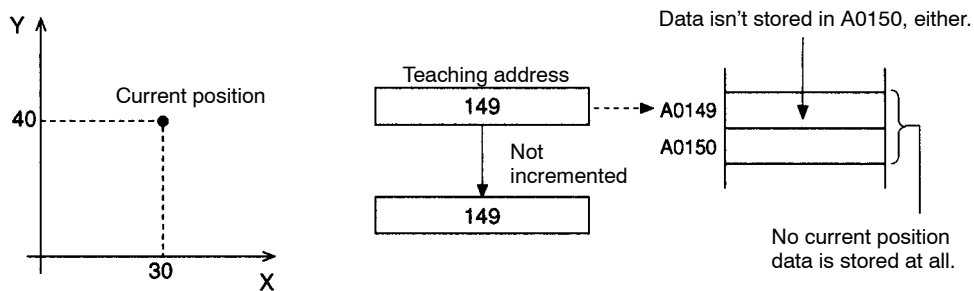 Y
Current position
40
30
X
Teaching address
149
Not
incremented
149
Data isn't stored in A0150, either.
A0149
A0150
No current position
data is stored at all.